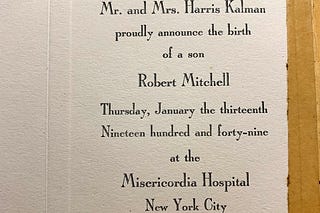 Mr. and Mrs. Harris Kalman
proudly announce the birth
of a son
Robert Mitchell
Thursday, January the thirteenth
Nineteen hundred and forty-nine
at the
Misericordia Hospital
New York City